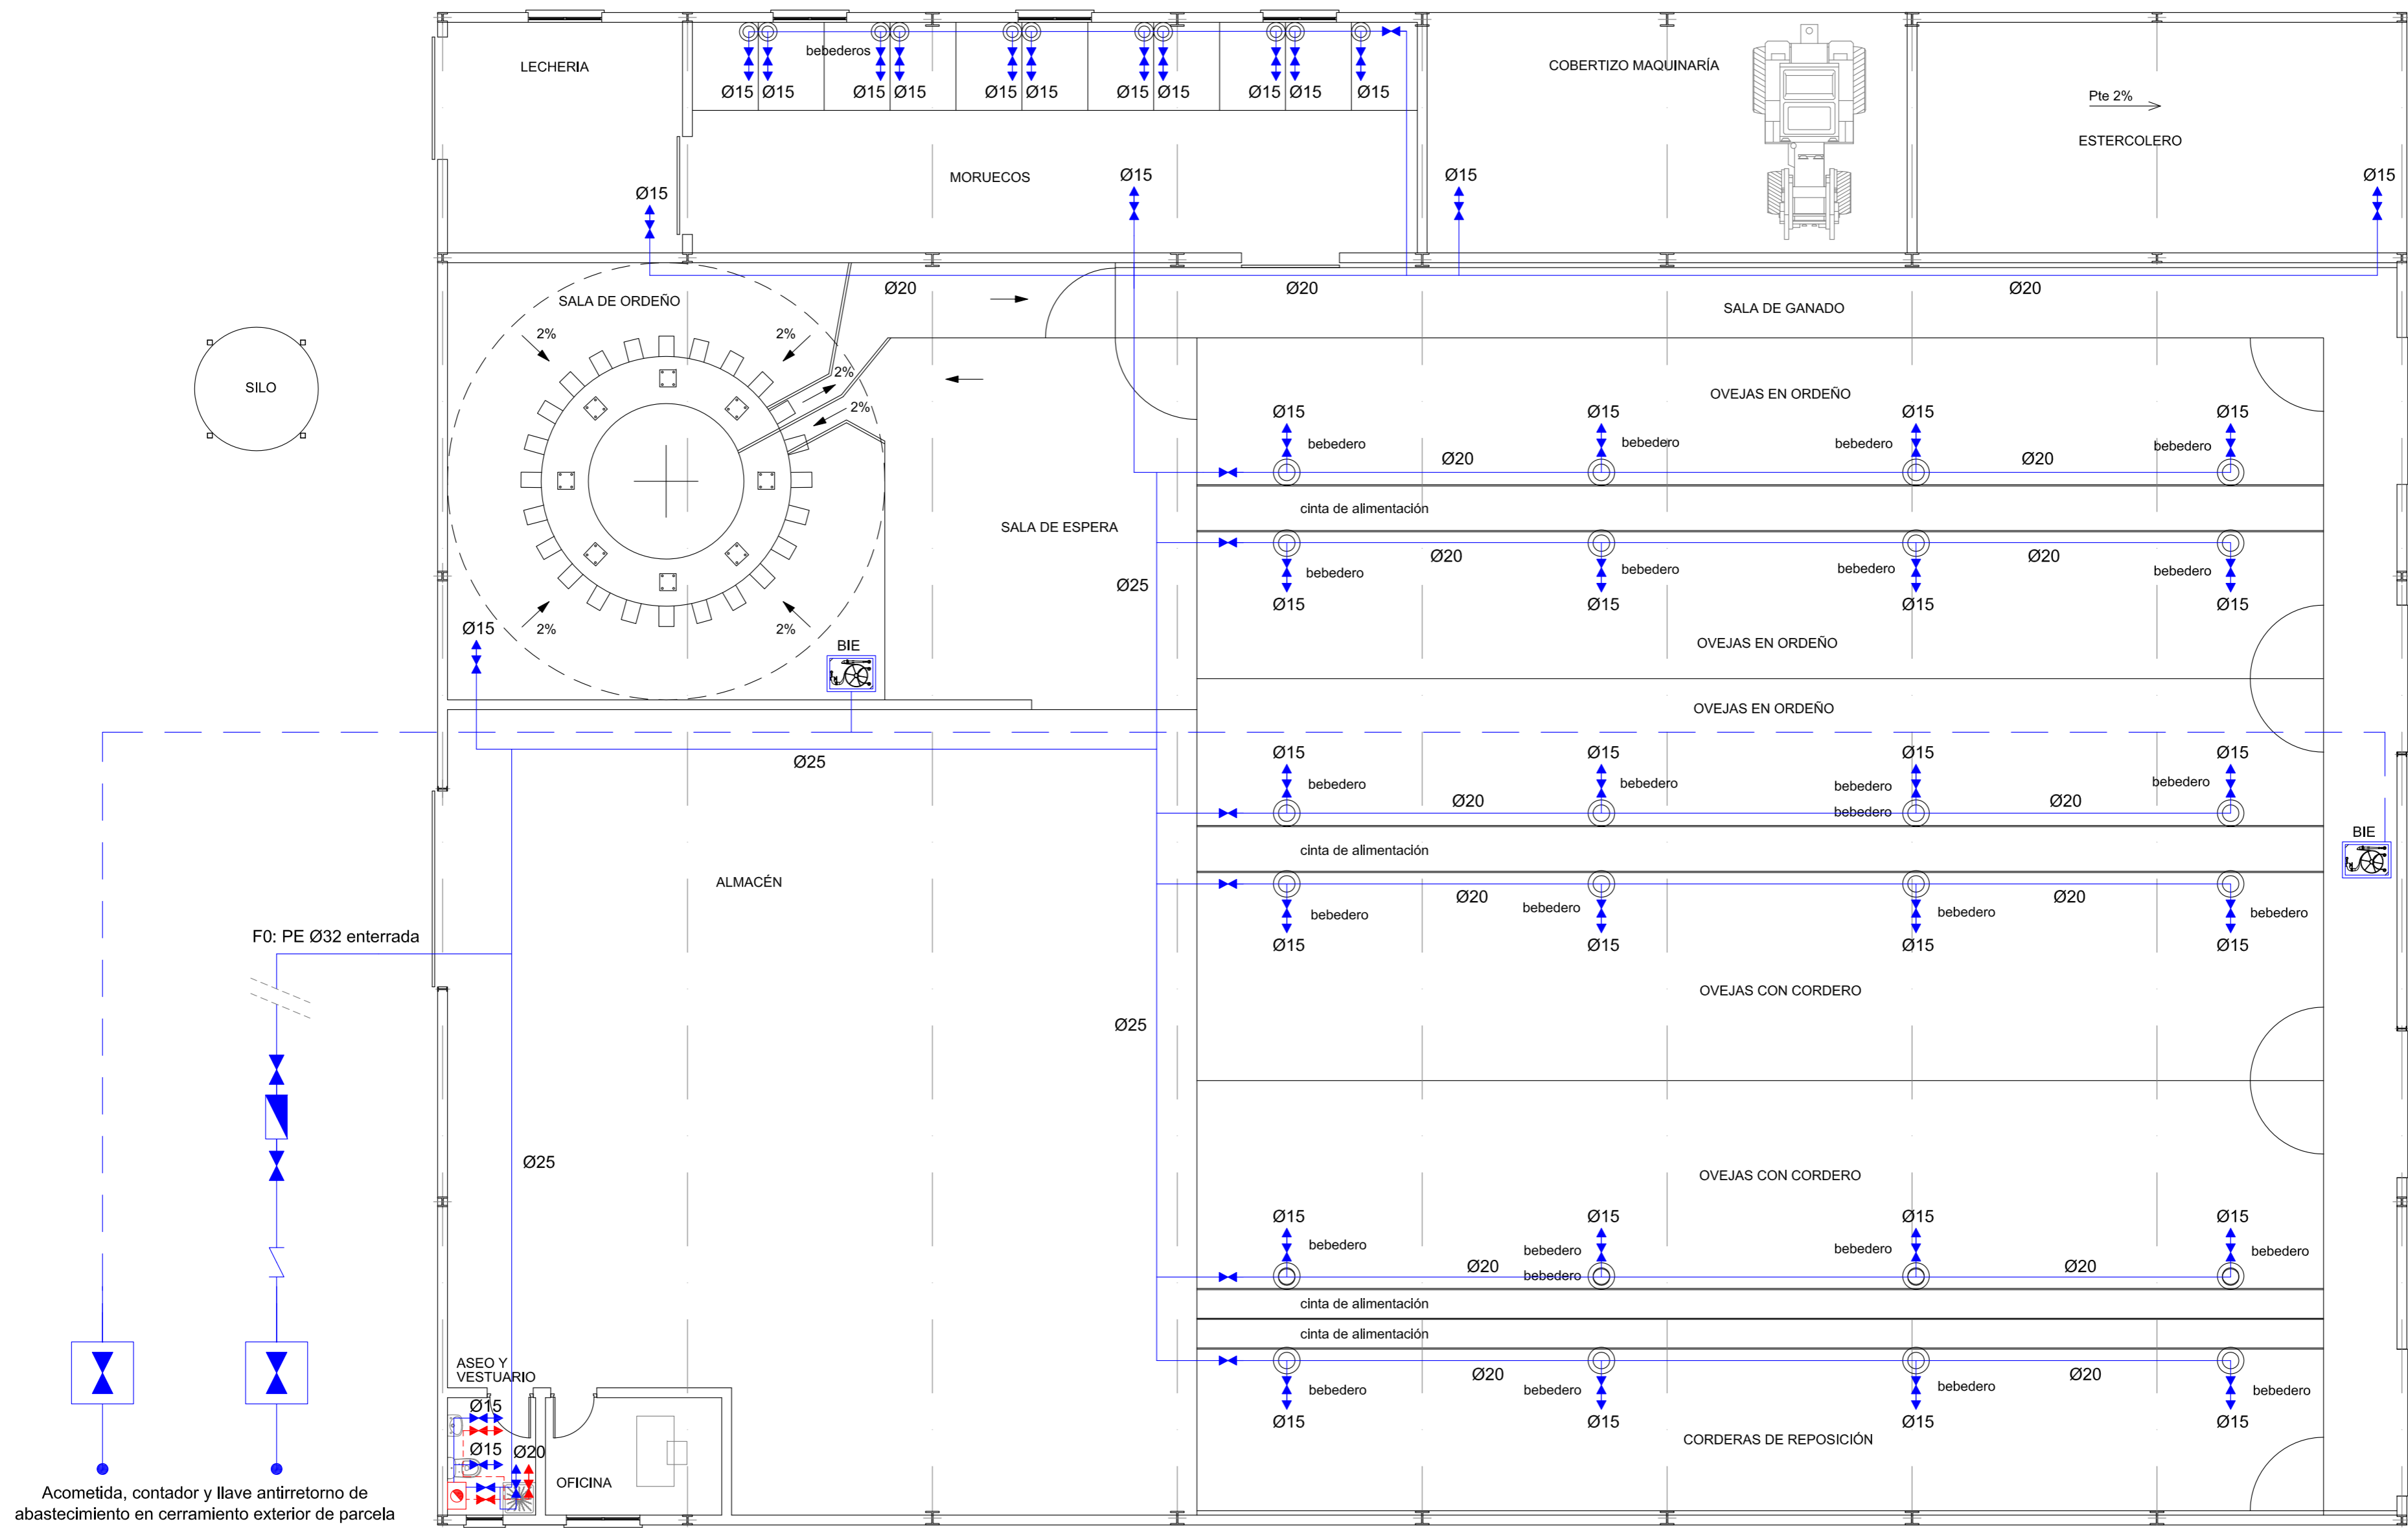 LECHERIA
bebederos
Ø15 Ø15 Ø15 Ø15 Ø15 Ø15 Ø15 Ø15 Ø15 Ø15 Ø15
COBERTIZO MAQUINARÍA
Pte 2%
ESTERCOLERO
MORUECOS
Ø15
Ø15
Ø15
Ø15
SALA DE ORDEÑO
Ø20
Ø20
Ø20
SALA DE GANADO
2%
2%
2%
2%
2%
2%
SILO
OVEJAS EN ORDEÑO
Ø15 Ø15 Ø15 Ø15
bebedero bebedero bebedero bebedero
Ø20 Ø20
cinta de alimentación
SALA DE ESPERA
Ø20 Ø20
bebedero bebedero bebedero bebedero
Ø15 Ø15 Ø15 Ø15
Ø25
Ø15
BIE
OVEJAS EN ORDEÑO
OVEJAS EN ORDEÑO
Ø25
Ø15 Ø15 Ø15 Ø15
bebedero bebedero bebedero bebedero
Ø20 Ø20
bebedero
BIE
cinta de alimentación
ALMACÉN
Ø20 Ø20
bebedero bebedero bebedero bebedero
Ø15 Ø15 Ø15 Ø15
F0: PE Ø32 enterrada
OVEJAS CON CORDERO
Ø25
Ø25
OVEJAS CON CORDERO
Ø15 Ø15 Ø15 Ø15
bebedero bebedero bebedero bebedero
Ø20 Ø20
bebedero
cinta de alimentación
cinta de alimentación
Ø20 Ø20
bebedero bebedero bebedero bebedero
Ø15 Ø15 Ø15 Ø15
CORDERAS DE REPOSICIÓN
ASEO Y
VESTUARIO
Ø15
Ø15 Ø20
OFICINA
Acometida, contador y llave antirretorno de
abastecimiento en cerramiento exterior de parcela